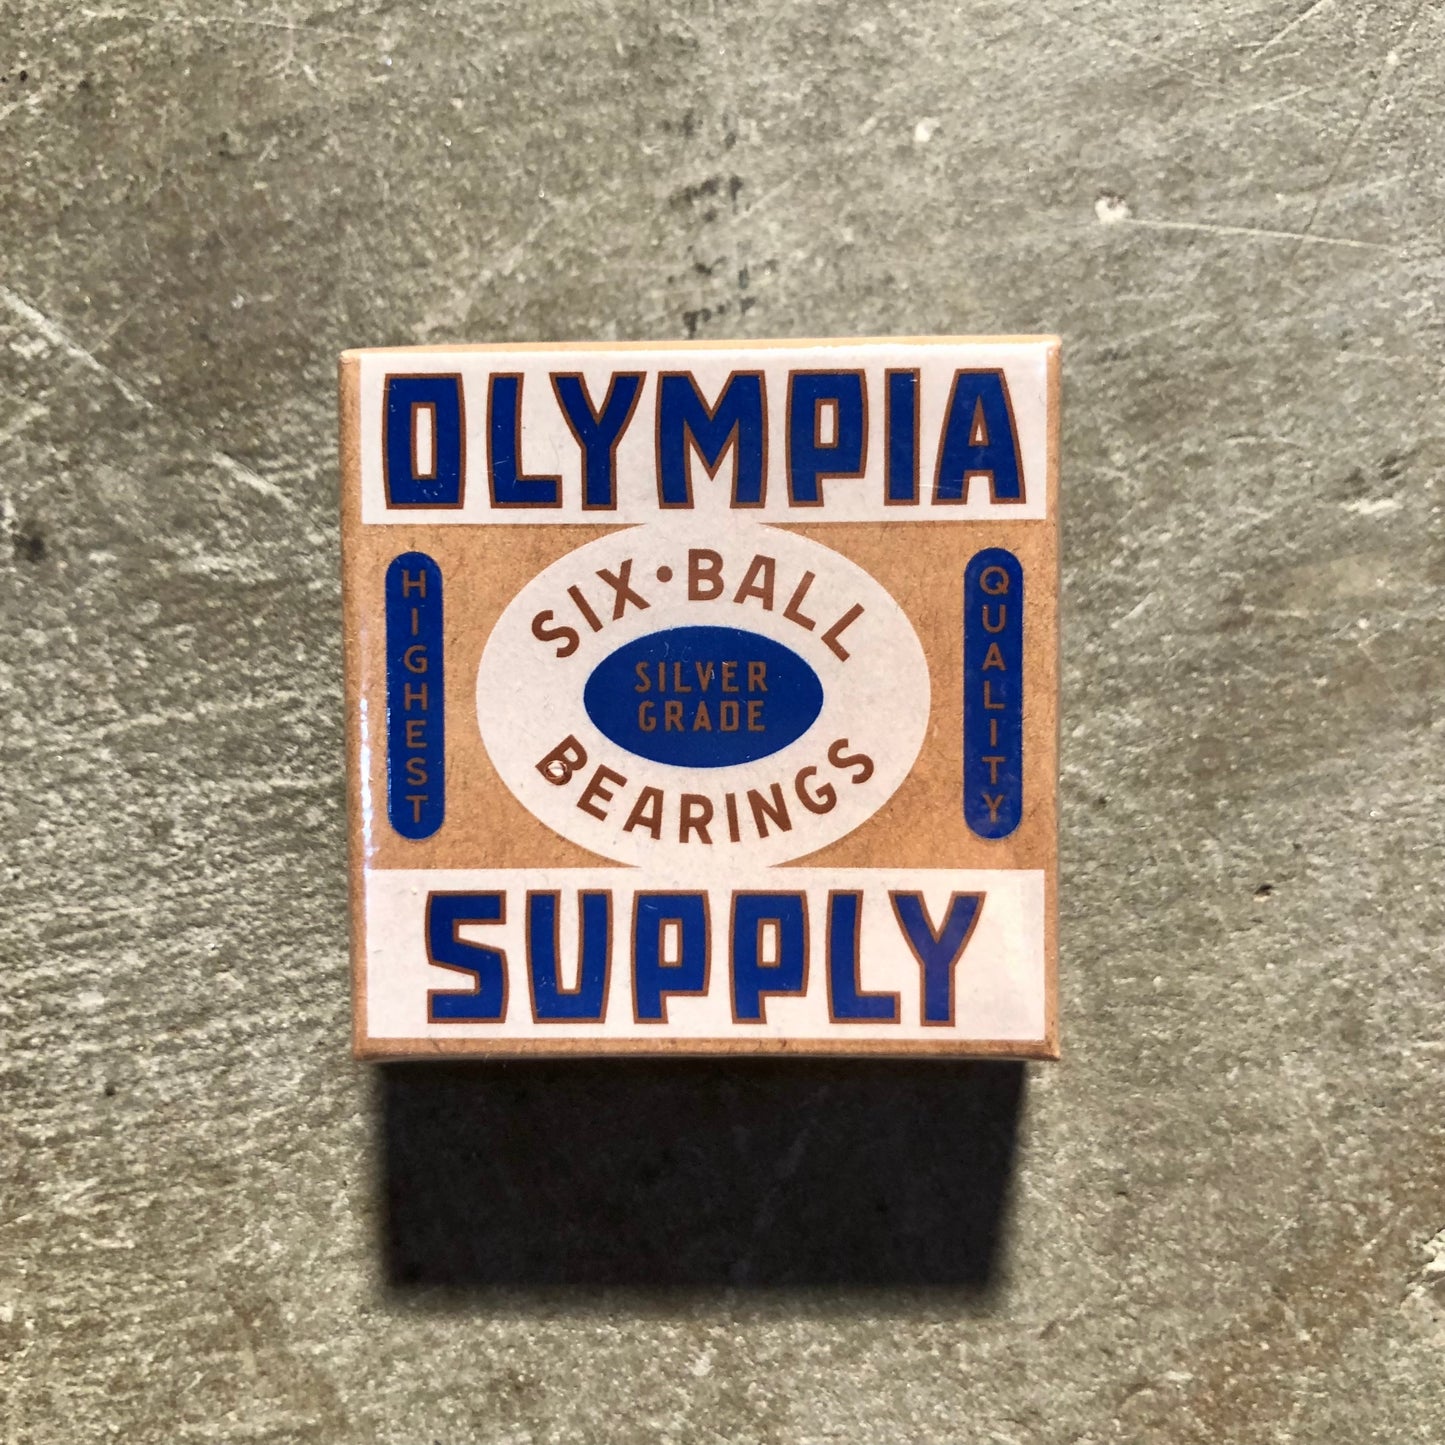 OLYMPIA
SIX•BALL
HIGHEST
SILVER
GRADE
QUALITY
BEARINGS
SUPPLY